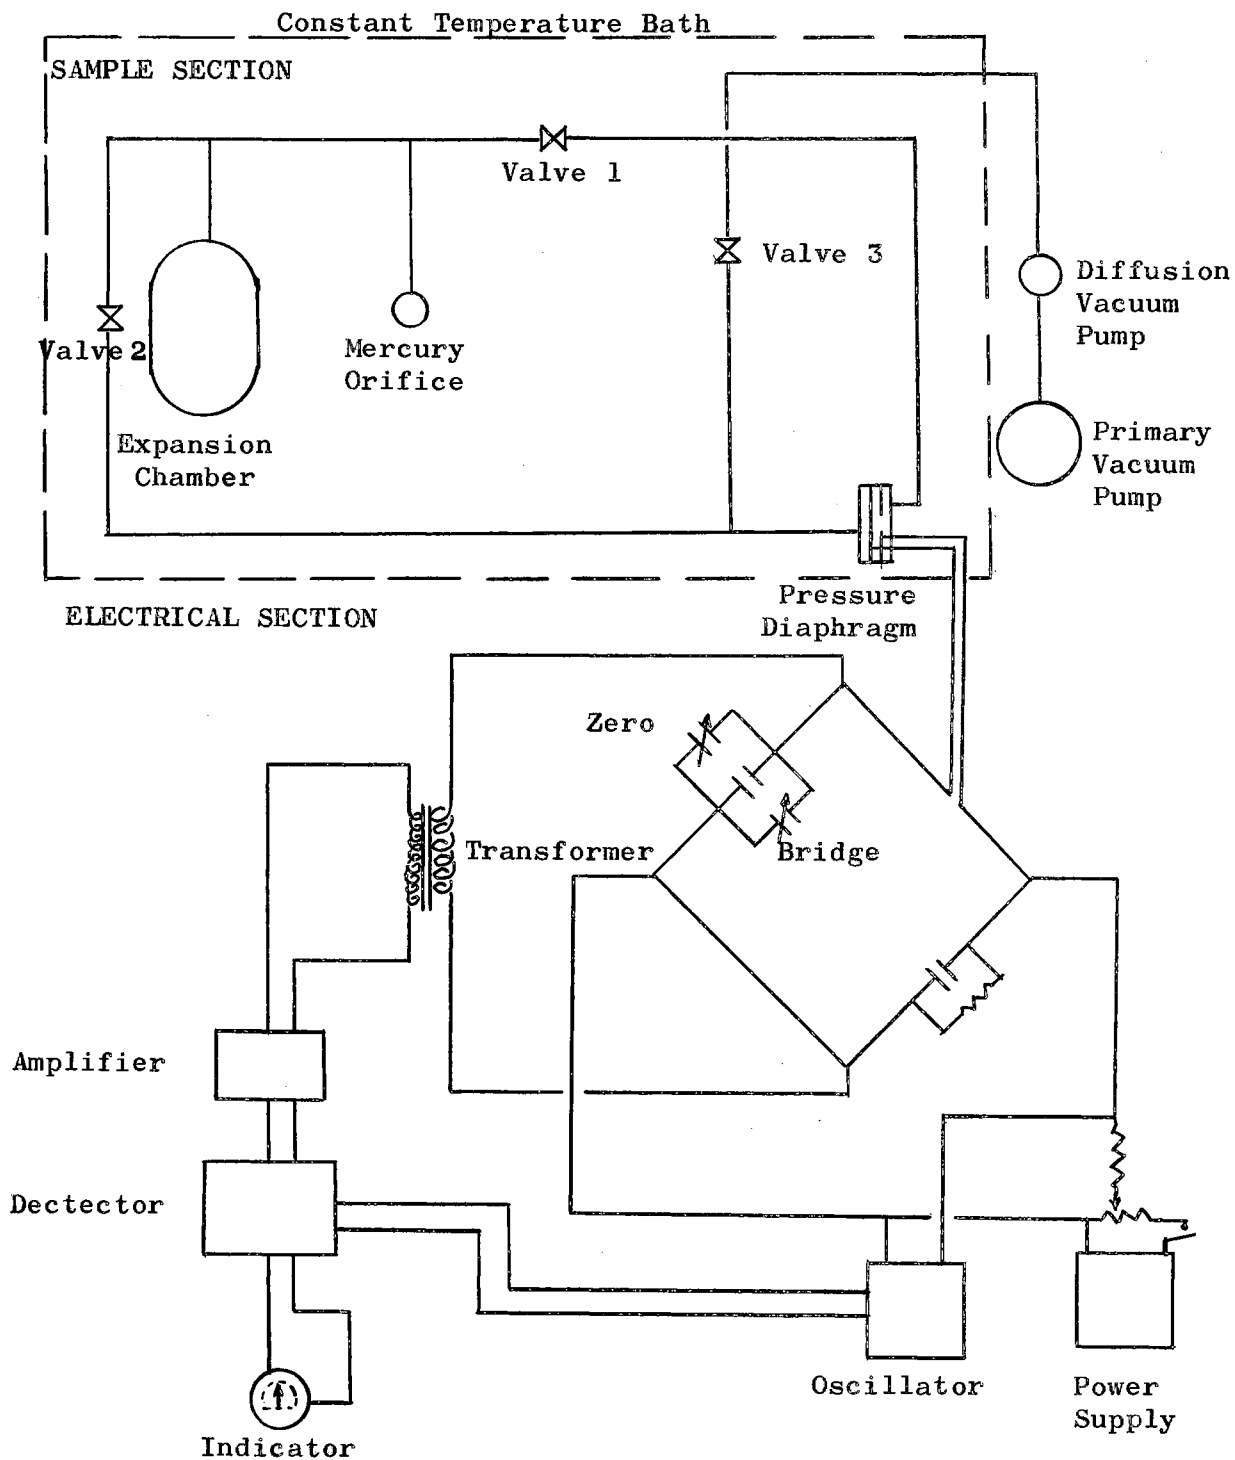 Constant Temperature Bath
SAMPLE SECTION
Valve 1
Valve 3
Diffusion
Vacuum
Pump
Valve 2
Mercury
Orifice
Expansion
Chamber
Primary
Vacuum
Pump
Pressure
Diaphragm
ELECTRICAL SECTION
Zero
Transformer
Bridge
Amplifier
Dectector
Oscillator
Power
Supply
Indicator